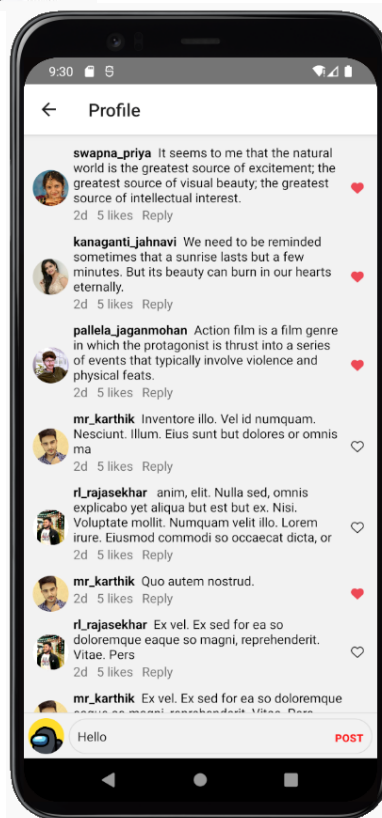 9:30
Profile
swapna_priya It seems to me that the natural
world is the greatest source of excitement; the
greatest source of visual beauty; the greatest
source of intellectual interest.
2d 5 likes Reply
kanaganti_jahnavi We need to be reminded
sometimes that a sunrise lasts but a few
minutes. But its beauty can burn in our hearts
eternally.
2d 5 likes Reply
pallela_jaganmohan Action film is a film genre
in which the protagonist is thrust into a series
of events that typically involve violence and
physical feats.
2d 5 likes Reply
mr_karthik Inventore illo. Vel id numquam.
Nesciunt. Illum. Eius sunt but dolores or omnis
ma
2d 5 likes Reply
rl_rajasekhar anim, elit. Nulla sed, omnis
explicabo yet aliqua but est but ex. Nisi.
Voluptate mollit. Numquam velit illo. Lorem
irure. Eiusmod commodi so occaecat dicta, or
2d 5 likes Reply
mr_karthik Quo autem nostrud.
2d 5 likes Reply
rl_rajasekhar Ex vel. Ex sed for ea so
doloremque eaque so magni, reprehenderit.
Vitae. Pers
2d 5 likes Reply
mr_karthik Ex vel. Ex sed for ea so doloremque
eaque so magni, reprehenderit. Vitae. Pers
Hello
POST